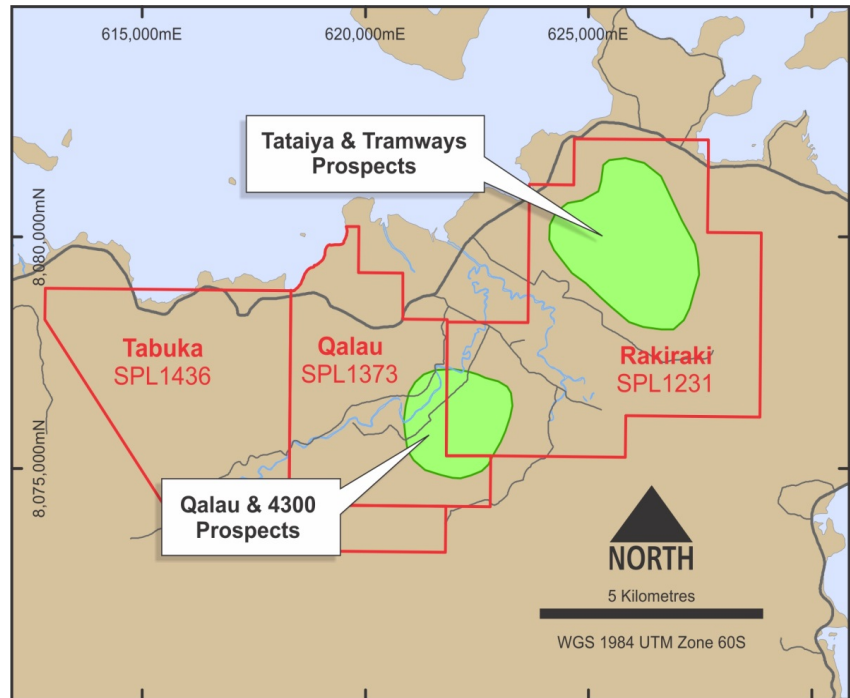 615,000mE
620,000mE
625,000mE
Tataiya & Tramways
Prospects
8,080,000mN
Tabuka
SPL1436
Qalau
SPL1373
Rakiraki
SPL1231
8,075,000mN
Qalau & 4300
Prospects
NORTH
5 Kilometres
WGS 1984 UTM Zone 60S